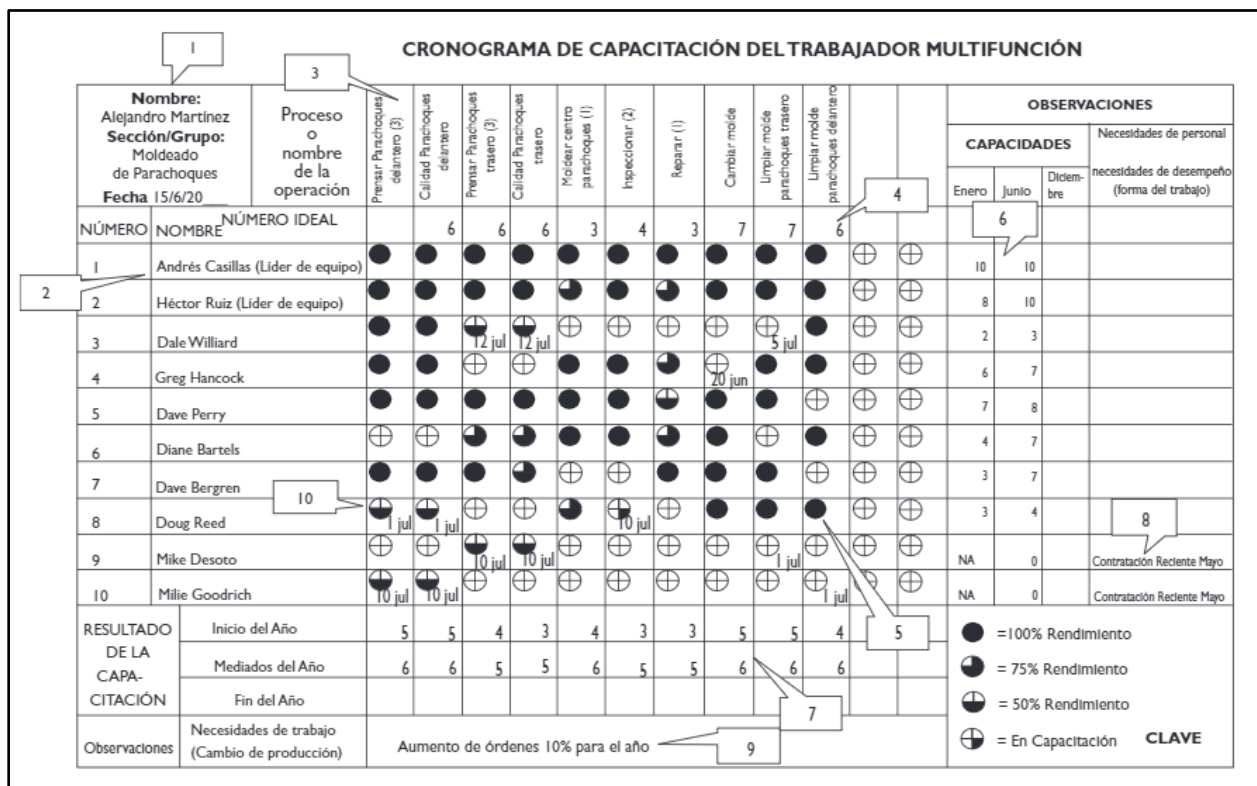 CRONOGRAMA DE CAPACITACIÓN DEL TRABAJADOR MULTIFUNCIÓN
1
3
Nombre:
Alejandro Martínez
Sección/Grupo:
Moldeado
de Parachoques
Fecha 15/6/20___
Proceso
o
nombre
de la
operación
Prensar Parachoques
delantero (3)
Calidad Parachoques
delantero
Prensar Parachoques
trasero (3)
Calidad Parachoques
trasero
Moldear centro
parachoques (1)
Inspeccionar (2)
Reparar (1)
Cambiar molde
Limpiar molde
parachoques trasero
Limpiar molde
parachoques delantero
OBSERVACIONES
CAPACIDADES
Necesidades de personal
necesidades de desempeño
(forma del trabajo)
Enero Junio Diciem-
bre
4
6
NÚMERO NOMBRE NÚMERO IDEAL 6 6 6 3 4 3 7 7 6
1 Andrés Casillas (Líder de equipo) 10 10
2
2 Héctor Ruiz (Líder de equipo) 8 10
3 Dale Williard 12 jul 12 jul 5 jul 2 3
4 Greg Hancock 20 jun 6 7
5 Dave Perry 7 8
6 Diane Bartels 4 7
7 Dave Bergren 3 7
10
8 Doug Reed 1 jul 1 jul 10 jul 3 4
8
9 Mike Desoto 10 jul 10 jul 1 jul NA 0 Contratación Reciente Mayo
10 Milie Goodrich 10 jul 10 jul 1 jul NA 0 Contratación Reciente Mayo
RESULTADO
DE LA
CAPA-
CITACIÓN
Inicio del Año 5 5 4 3 4 3 3 5 5 4
5
Mediados del Año 6 6 5 5 6 5 5 6 6 6
Fin del Año
7
Observaciones
Necesidades de trabajo
(Cambio de producción)
Aumento de órdenes 10% para el año
9
=100% Rendimiento
= 75% Rendimiento
= 50% Rendimiento
= En Capacitación CLAVE